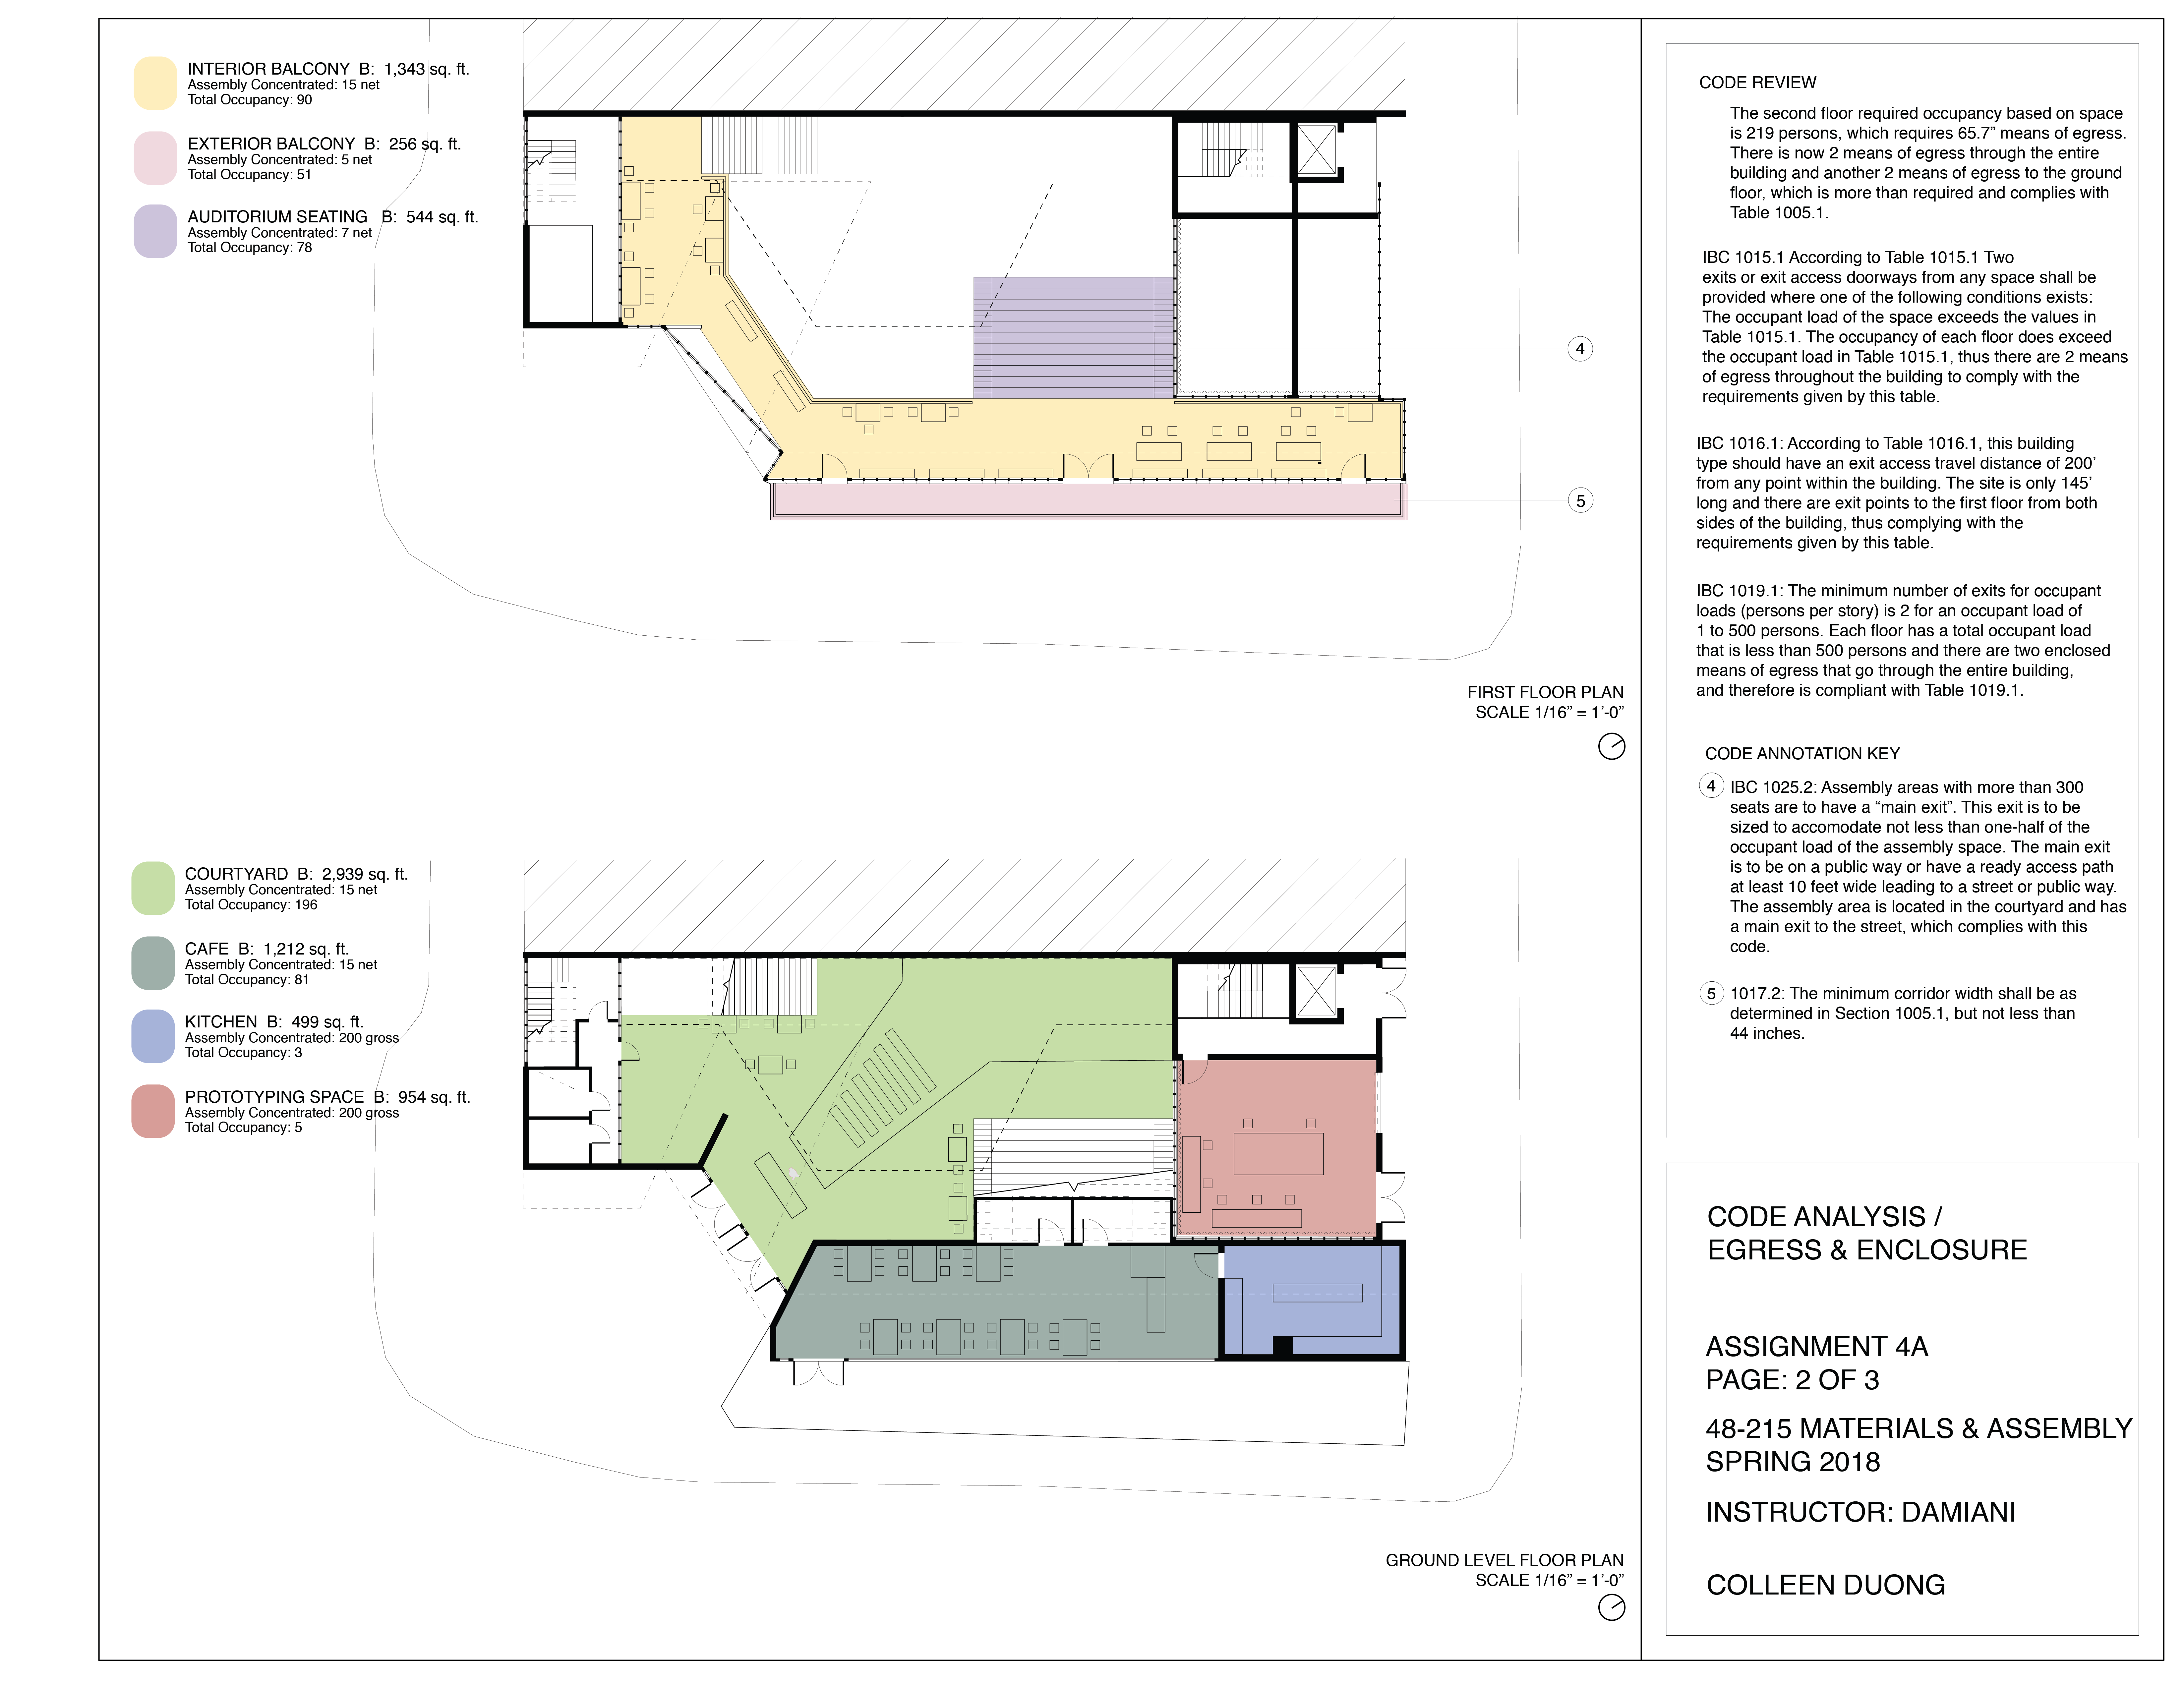 INTERIOR BALCONY B: 1,343 sq. ft.
Assembly Concentrated: 15 net
Total Occupancy: 90
EXTERIOR BALCONY B: 256 sq. ft.
Assembly Concentrated: 5 net
Total Occupancy: 51
AUDITORIUM SEATING B: 544 sq. ft.
Assembly Concentrated: 7 net
Total Occupancy: 78
4
5
FIRST FLOOR PLAN
SCALE 1/16” = 1’-0”
COURTYARD B: 2,939 sq. ft.
Assembly Concentrated: 15 net
Total Occupancy: 196
CAFE B: 1,212 sq. ft.
Assembly Concentrated: 15 net
Total Occupancy: 81
KITCHEN B: 499 sq. ft.
Assembly Concentrated: 200 gross
Total Occupancy: 3
PROTOTYPING SPACE B: 954 sq. ft.
Assembly Concentrated: 200 gross
Total Occupancy: 5
GROUND LEVEL FLOOR PLAN
SCALE 1/16” = 1’-0”
CODE REVIEW
The second floor required occupancy based on space
is 219 persons, which requires 65.7” means of egress.
There is now 2 means of egress through the entire
building and another 2 means of egress to the ground
floor, which is more than required and complies with
Table 1005.1.
IBC 1015.1 According to Table 1015.1 Two
exits or exit access doorways from any space shall be
provided where one of the following conditions exists:
The occupant load of the space exceeds the values in
Table 1015.1. The occupancy of each floor does exceed
the occupant load in Table 1015.1, thus there are 2 means
of egress throughout the building to comply with the
requirements given by this table.
IBC 1016.1: According to Table 1016.1, this building
type should have an exit access travel distance of 200’
from any point within the building. The site is only 145’
long and there are exit points to the first floor from both
sides of the building, thus complying with the
requirements given by this table.
IBC 1019.1: The minimum number of exits for occupant
loads (persons per story) is 2 for an occupant load of
1 to 500 persons. Each floor has a total occupant load
that is less than 500 persons and there are two enclosed
means of egress that go through the entire building,
and therefore is compliant with Table 1019.1.
CODE ANNOTATION KEY
4 IBC 1025.2: Assembly areas with more than 300
seats are to have a “main exit”. This exit is to be
sized to accomodate not less than one-half of the
occupant load of the assembly space. The main exit
is to be on a public way or have a ready access path
at least 10 feet wide leading to a street or public way.
The assembly area is located in the courtyard and has
a main exit to the street, which complies with this
code.
5 1017.2: The minimum corridor width shall be as
determined in Section 1005.1, but not less than
44 inches.
CODE ANALYSIS /
EGRESS & ENCLOSURE
ASSIGNMENT 4A
PAGE: 2 OF 3
48-215 MATERIALS & ASSEMBLY
SPRING 2018
INSTRUCTOR: DAMIANI
COLLEEN DUONG